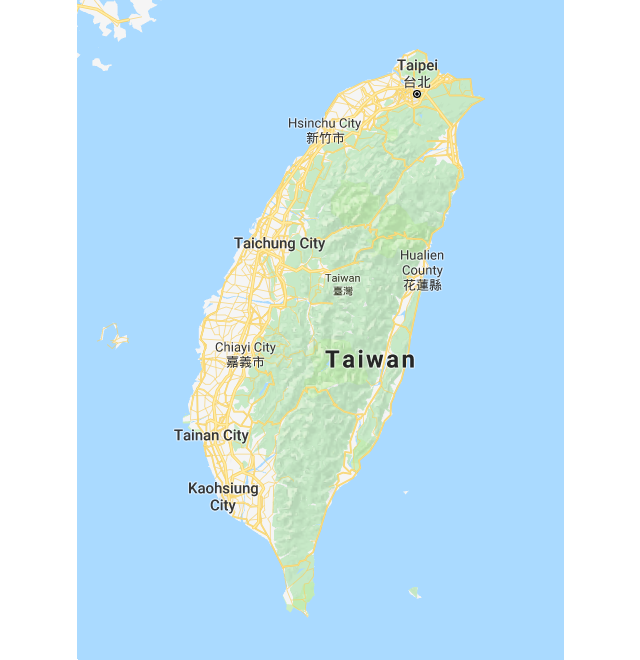 Taipei
台北
Hsinchu City
新竹市
Taichung City
Hualien
County
花蓮縣
Taiwan
臺灣
Chiayi City
嘉義市
Taiwan
Tainan City
Kaohsiung
City